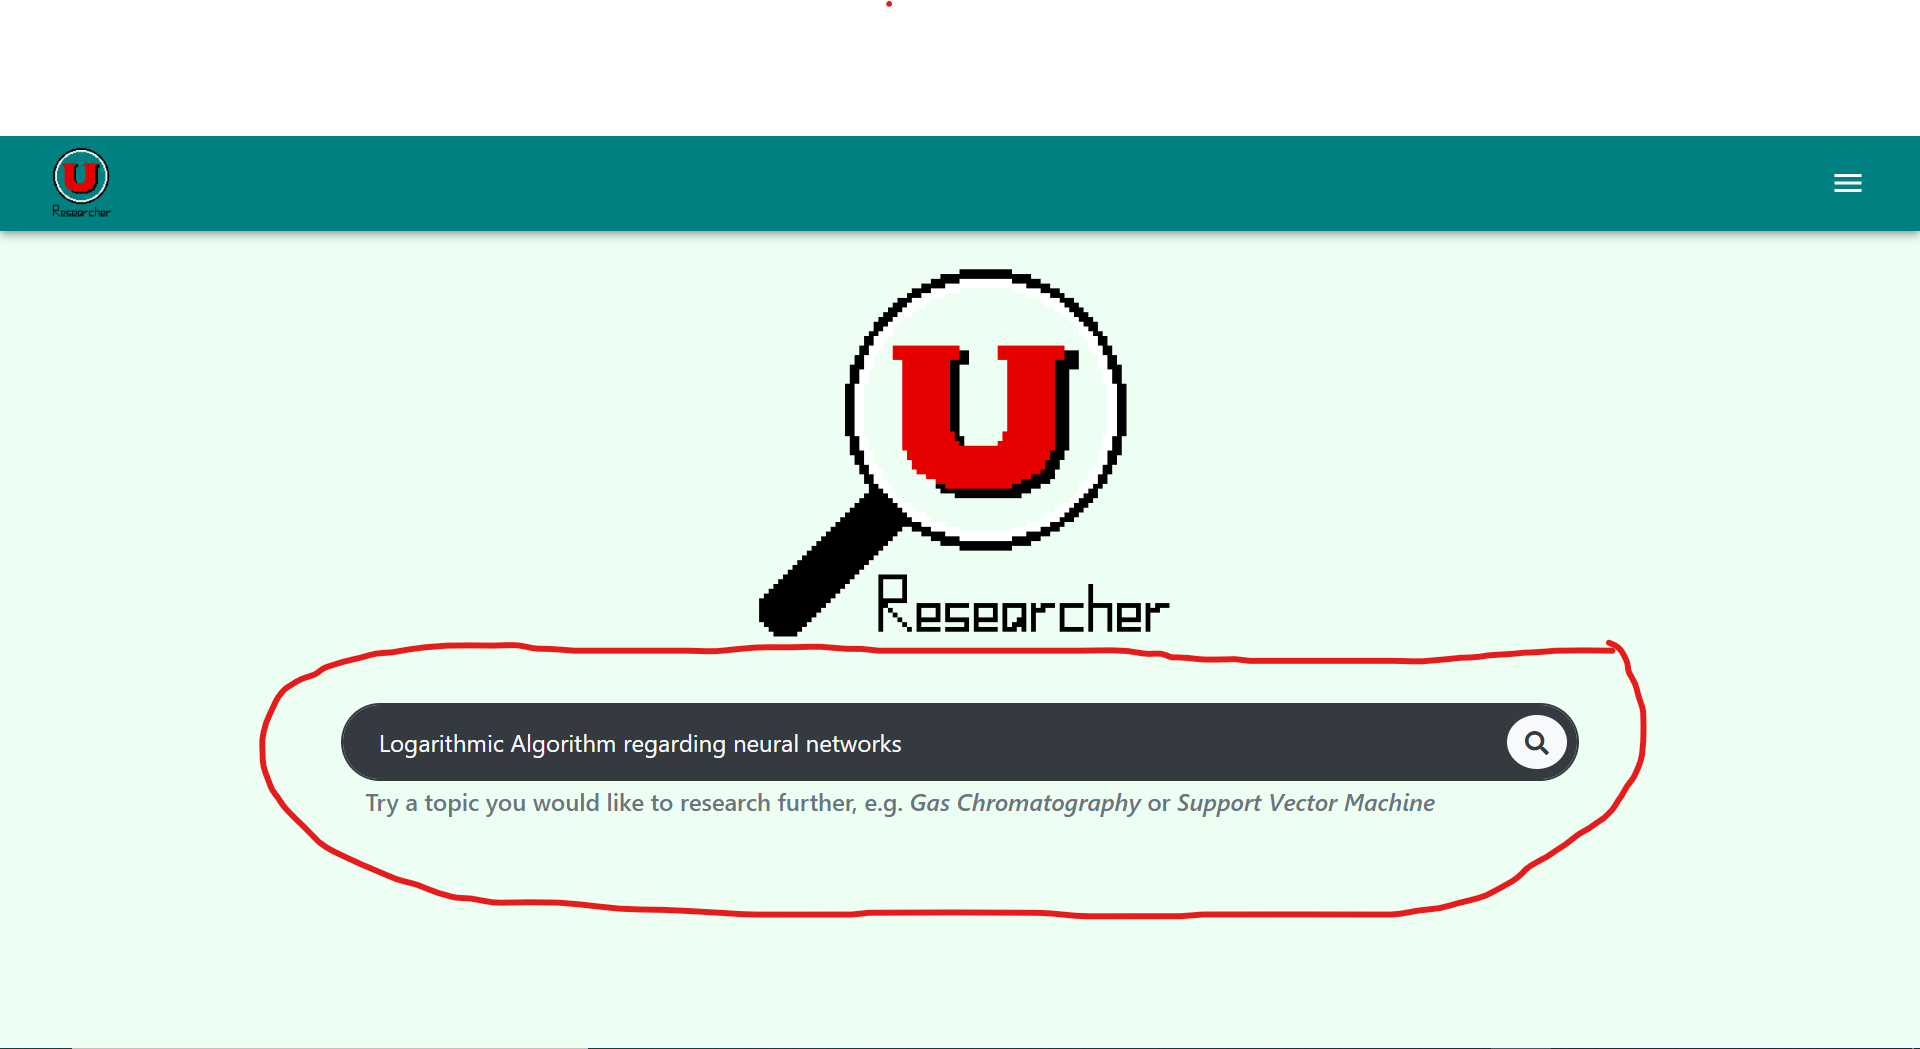 U
Researcher
U
Researcher
Logarithmic Algorithm regarding neural networks
Try a topic you would like to research further, e.g. Gas Chromatography or Support Vector Machine